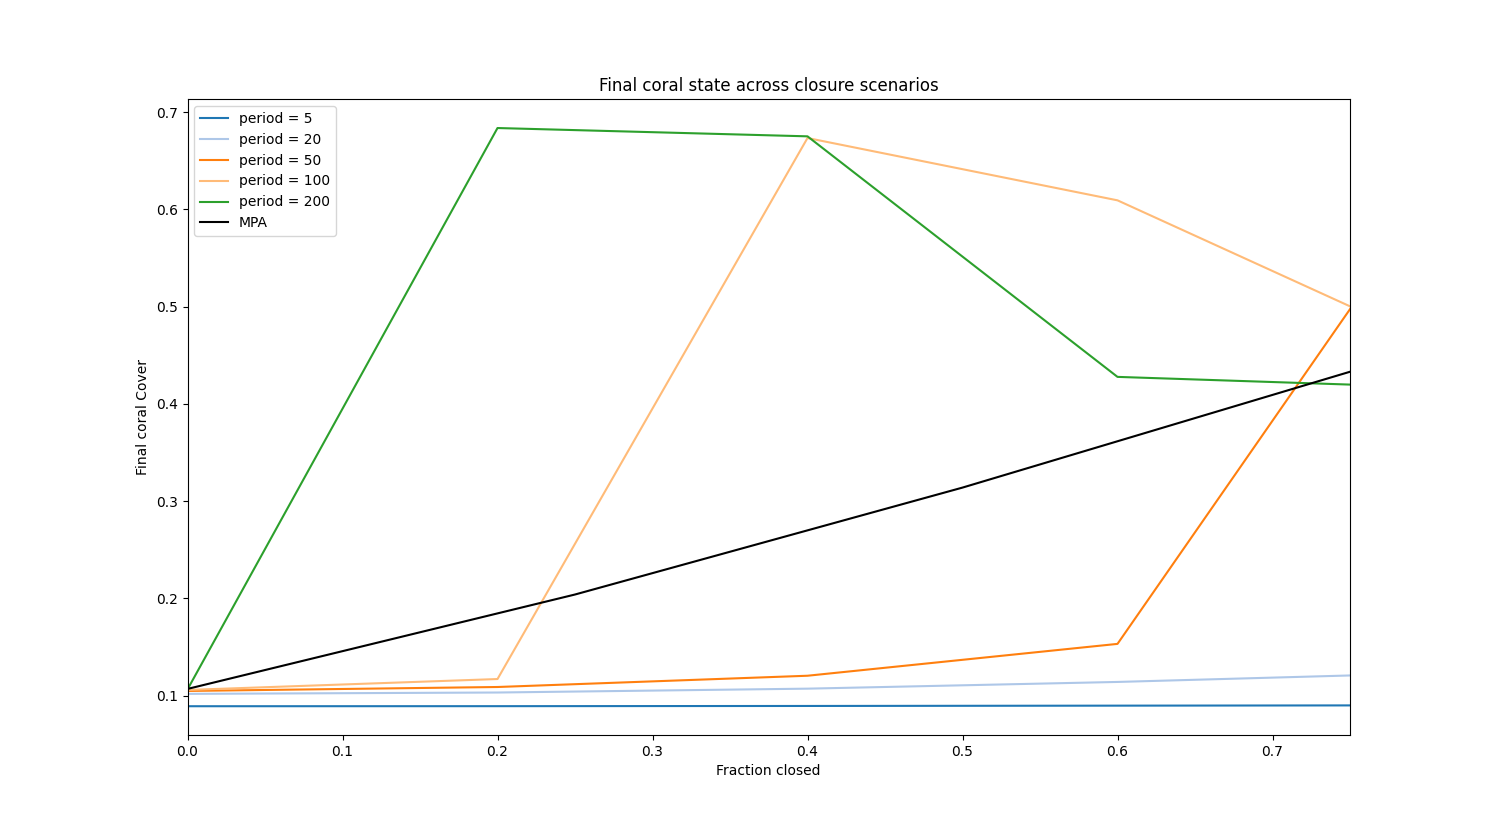 Final coral state across closure scenarios
0.7
0.6
0.5
0.4
0.3
0.2
0.1
Final coral Cover
period = 5
period = 20
period = 50
period = 100
period = 200
MPA
0.0 0.1 0.2 0.3 0.4 0.5 0.6 0.7
Fraction closed